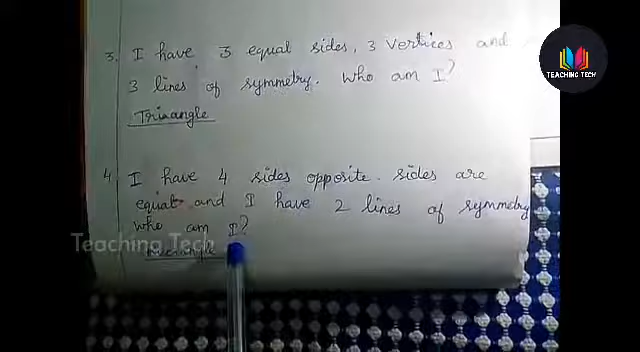 3. I have 3 equal sides, 3 vertices and
3 lines of symmetry. Who am I?
Triangle
4 I have 4 sides opposite. sides are
equal and I have 2 lines of symmetry
Who am I?
Rectangle
TEACHING TECH
Teaching Tech